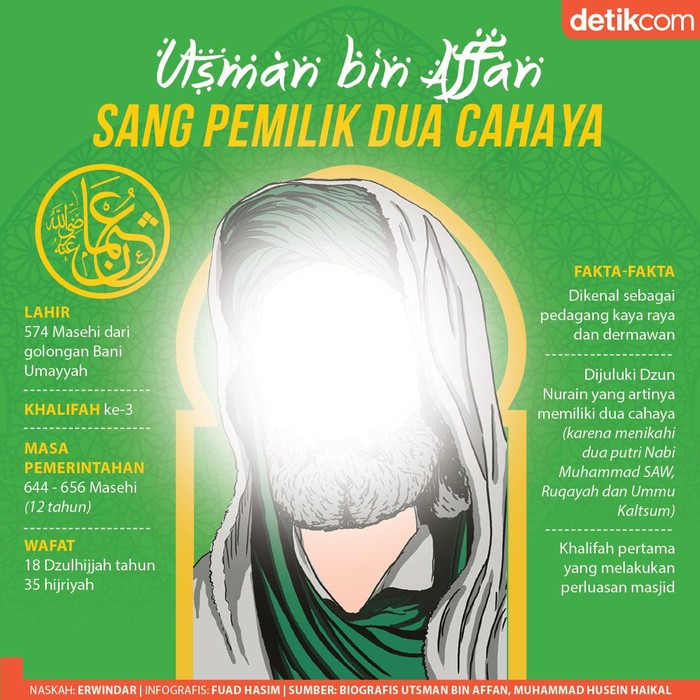 detikcom
Utsman bin Affan
SANG PEMILIK DUA CAHAYA
عثمان
رضي الله عنه
LAHIR
574 Masehi dari
golongan Bani
Umayyah
KHALIFAH ke-3
MASA
PEMERINTAHAN
644 - 656 Masehi
(12 tahun)
WAFAT
18 Dzulhijjah tahun
35 hijriyah
FAKTA-FAKTA
Dikenal sebagai
pedagang kaya raya
dan dermawan
Dijuluki Dzun
Nurain yang artinya
memiliki dua cahaya
(karena menikahi
dua putri Nabi
Muhammad SAW,
Ruqayah dan Ummu
Kaltsum)
Khalifah pertama
yang melakukan
perluasan masjid
NASKAH: ERWINDAR | INFOGRAFIS: FUAD HASIM | SUMBER: BIOGRAFIS UTSMAN BIN AFFAN, MUHAMMAD HUSEIN HAIKAL